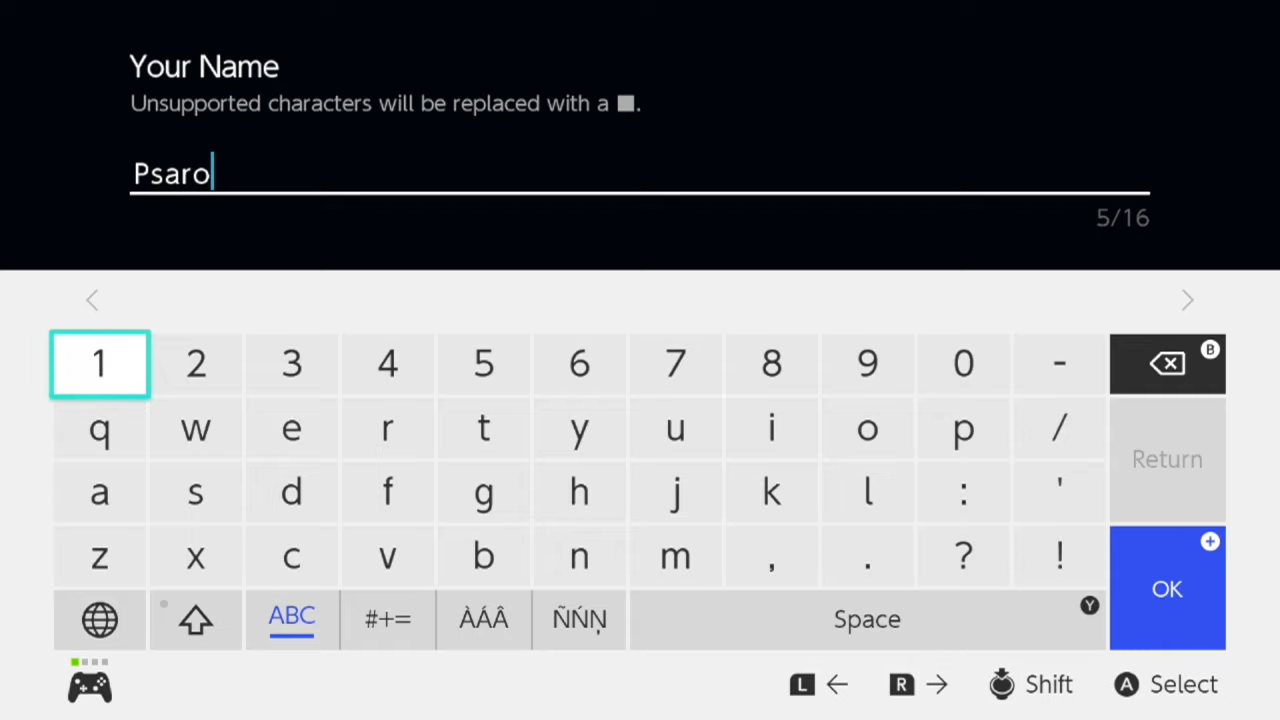 Your Name
Unsupported characters will be replaced with a ■.
Psaro
5/16
1 2 3 4 5 6 7 8 9 0 - B
q w e r t y u i o p /
Return
a s d f g h j k l : '
z x c v b n m , . ? ! +
OK
ABC #+= ÀÁÂ ÑŃŅ Space Y
L ← R → Shift A Select